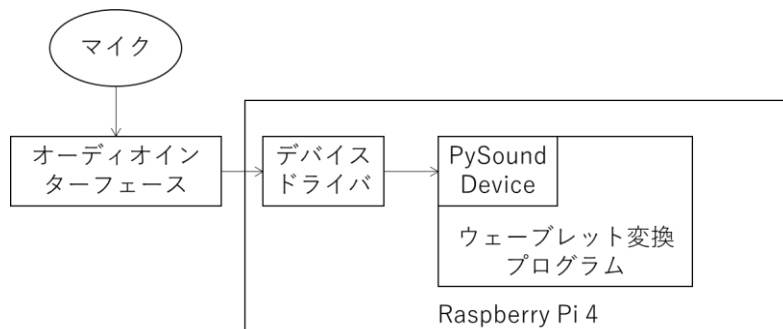 マイク
オーディオイン
ターフェース
デバイス
ドライバ
PySound
Device
ウェーブレット変換
プログラム
Raspberry Pi 4